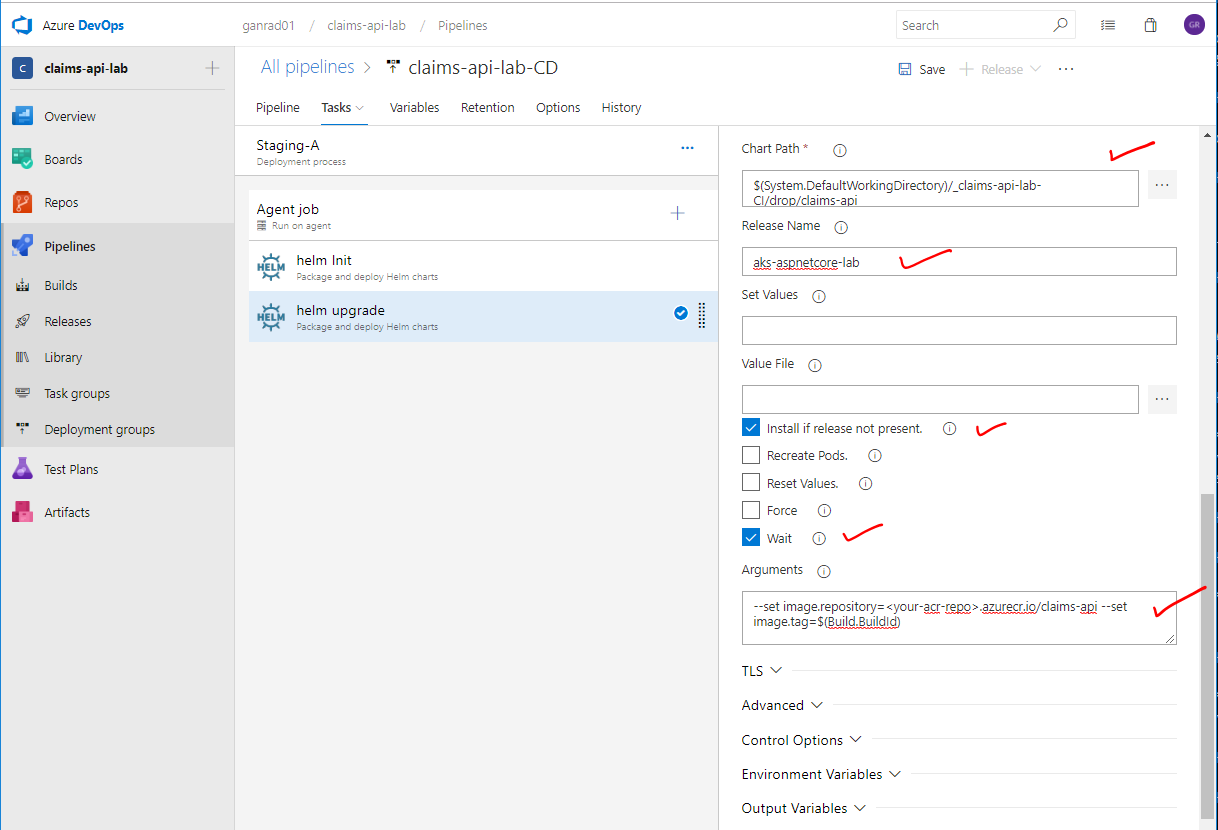 Azure DevOps
ganrad01 / claims-api-lab / Pipelines
Search
GR
C claims-api-lab
Overview
Boards
Repos
Pipelines
Builds
Releases
Library
Task groups
Deployment groups
Test Plans
Artifacts
All pipelines > claims-api-lab-CD
Save
Release
Pipeline Tasks Variables Retention Options History
Staging-A
Deployment process
Agent job
Run on agent
HELM helm Init
Package and deploy Helm charts
HELM helm upgrade
Package and deploy Helm charts
Chart Path *
$(System.DefaultWorkingDirectory)/_claims-api-lab-
CI/drop/claims-api
Release Name
aks-aspnetcore-lab
Set Values
Value File
Install if release not present.
Recreate Pods.
Reset Values.
Force
Wait
Arguments
--set image.repository=<your-acr-repo>.azurecr.io/claims-api --set
image.tag=$(Build.BuildId)
TLS
Advanced
Control Options
Environment Variables
Output Variables